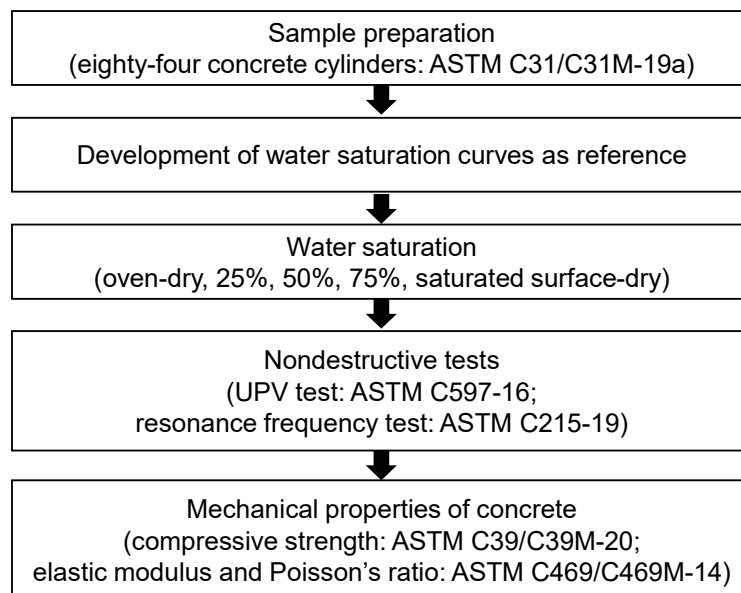 Sample preparation
(eighty-four concrete cylinders: ASTM C31/C31M-19a)
Development of water saturation curves as reference
Water saturation
(oven-dry, 25%, 50%, 75%, saturated surface-dry)
Nondestructive tests
(UPV test: ASTM C597-16;
resonance frequency test: ASTM C215-19)
Mechanical properties of concrete
(compressive strength: ASTM C39/C39M-20;
elastic modulus and Poisson’s ratio: ASTM C469/C469M-14)